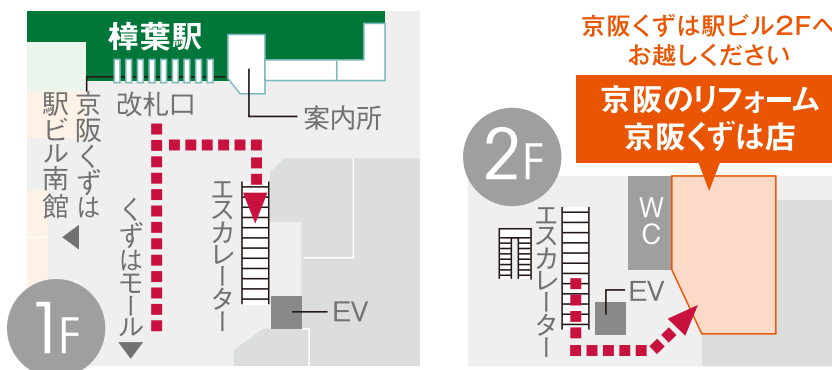 樟葉駅
改札口
案内所
京阪くずは
駅ビル南館
くずはモール
エスカレーター
EV
1F
京阪くずは駅ビル2Fへ
お越しください
京阪のリフォーム
京阪くずは店
2F
WC
エスカレーター
EV